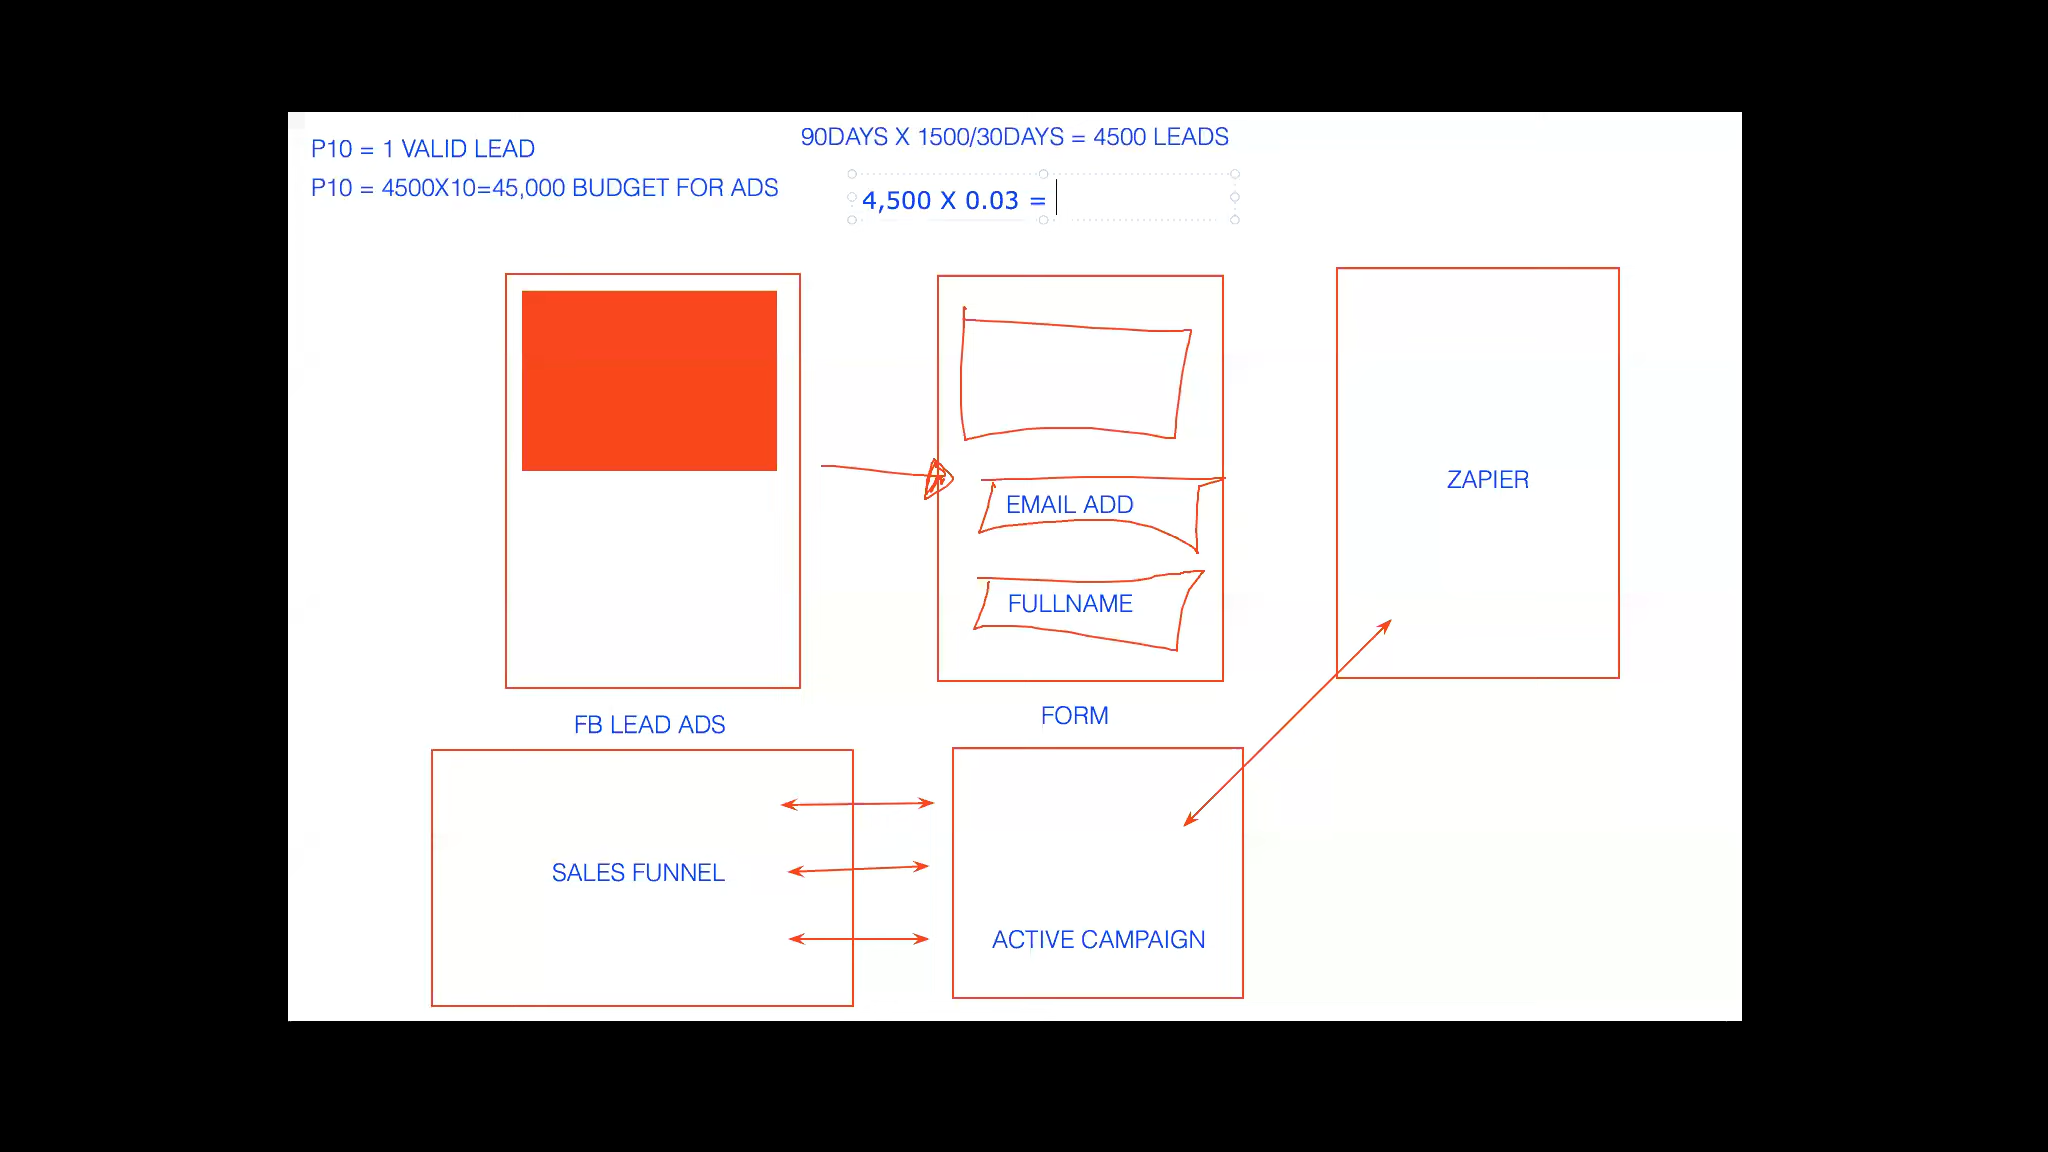 P10 = 1 VALID LEAD
P10 = 4500X10=45,000 BUDGET FOR ADS
90DAYS X 1500/30DAYS = 4500 LEADS
4,500 X 0.03 =
EMAIL ADD
FULLNAME
ZAPIER
FB LEAD ADS
FORM
SALES FUNNEL
ACTIVE CAMPAIGN